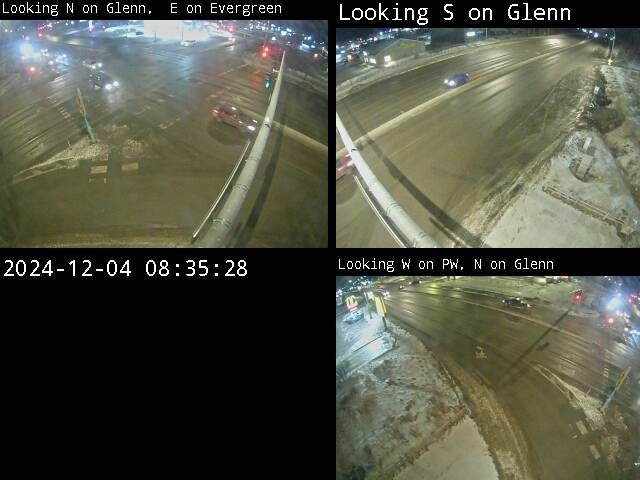 Looking N on Glenn,  E on Evergreen
Looking S on Glenn
2024-12-04 08:35:28
Looking W on PW, N on Glenn